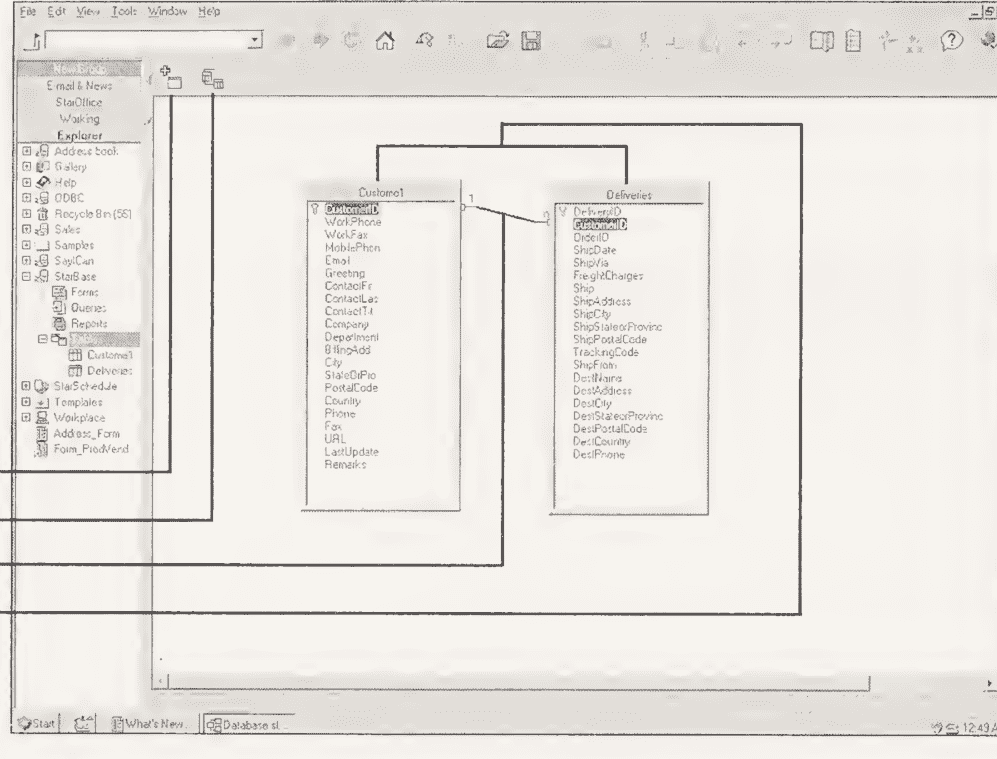 File Edit View Tools Window Help
E-mail & News
StarOffice
Working
Explorer
Address book
Gallery
Help
ODBC
Recycle Bin (56)
Sales
Samples
StarBase
Forms
Queries
Reports
Custome1
Deliveries
StarSchedule
Templates
Workplace
Address_Form
Form_ProdVend
Custome1
CustomerID
WorkPhone
WorkFax
MobilePhon
Email
Greeting
ContactFr
ContactLas
ContactTit
Company
Department
BillingAdd
City
StateOrPro
PostalCode
Country
Phone
Fax
URL
LastUpdate
Remarks
1
n
Deliveries
DeliveryID
CustomerID
OrderID
ShipDate
ShipVia
FreightCharges
Ship
ShipAddress
ShipCity
ShipStateorProvinc
ShipPostalCode
TrackingCode
ShipFrom
DestName
DestAddress
DestCity
DestStateorProvinc
DestPostalCode
DestCountry
DestPhone
Start
What's New
Database st
12:49A